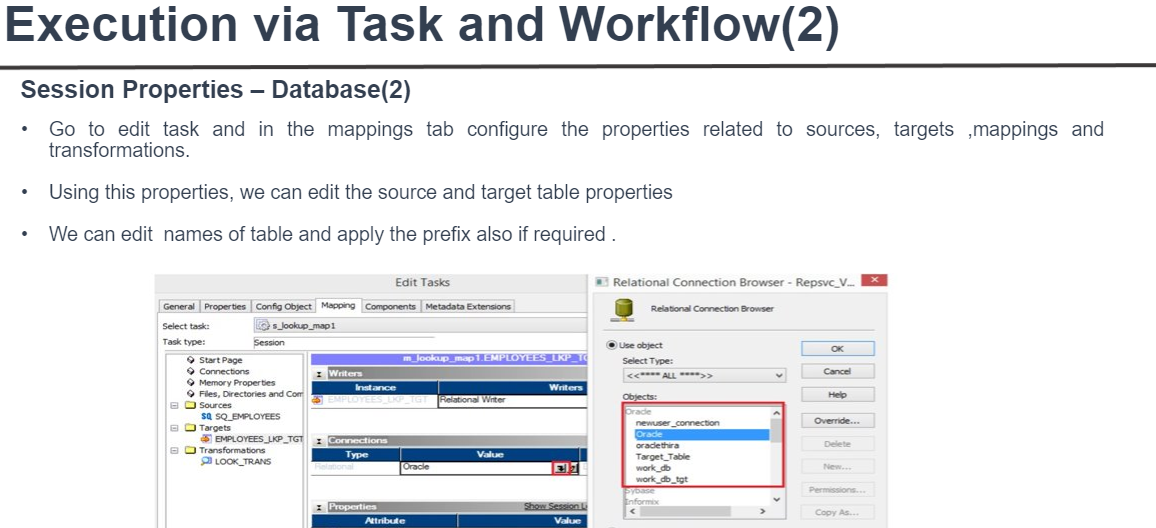 Execution via Task and Workflow(2)
Session Properties – Database(2)
• Go to edit task and in the mappings tab configure the properties related to sources, targets ,mappings and
transformations.
• Using this properties, we can edit the source and target table properties
• We can edit names of table and apply the prefix also if required .
Edit Tasks
General Properties Config Object Mapping Components Metadata Extensions
Select task: s_lookup_map1
Task type: Session
Start Page
Connections
Memory Properties
Files, Directories and Com
Sources
SQ SQ_EMPLOYEES
Targets
EMPLOYEES_LKP_TGT
Transformations
LOOK_TRANS
m_lookup_map1.EMPLOYEES_LKP_TG
Writers
Instance Writers
EMPLOYEES_LKP_TGT Relational Writer
Connections
Type Value
Relational Oracle
Properties Show Session L
Attribute Value
Relational Connection Browser - Repsvc_V...
Relational Connection Browser
Use object
Select Type:
<<**** ALL ****>>
Objects:
Oracle
newuser_connection
Oracle
oraclethira
Target_Table
work_db
work_db_tgt
Sybase
Informix
OK
Cancel
Help
Override...
Delete
New...
Permissions...
Copy As...